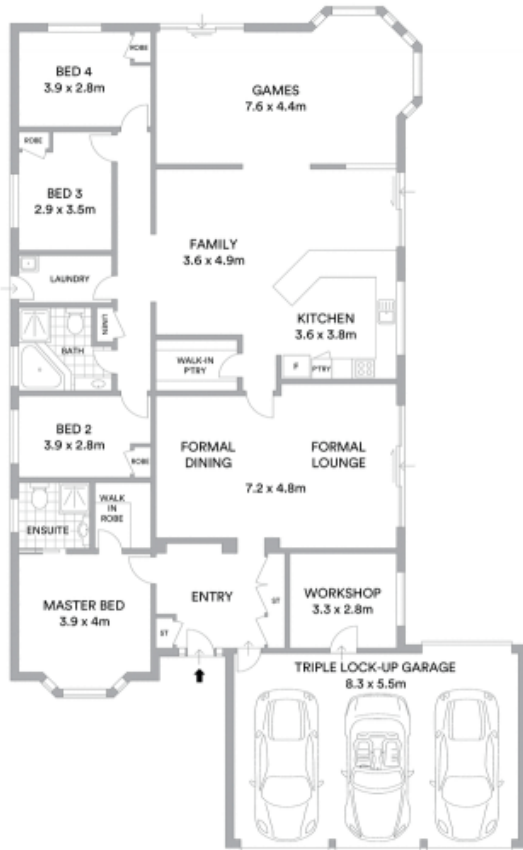 ROBE
BED 4
3.9 x 2.8m
GAMES
7.6 x 4.4m
ROBE
BED 3
2.9 x 3.5m
FAMILY
3.6 x 4.9m
LAUNDRY
KITCHEN
3.6 x 3.8m
LINEN
BATH
WALK-IN
PTRY
F
PTRY
BED 2
3.9 x 2.8m
ROBE
FORMAL
DINING
FORMAL
LOUNGE
7.2 x 4.8m
WALK
IN
ROBE
ENSUITE
MASTER BED
3.9 x 4m
ENTRY
ST
ST
WORKSHOP
3.3 x 2.8m
TRIPLE LOCK-UP GARAGE
8.3 x 5.5m